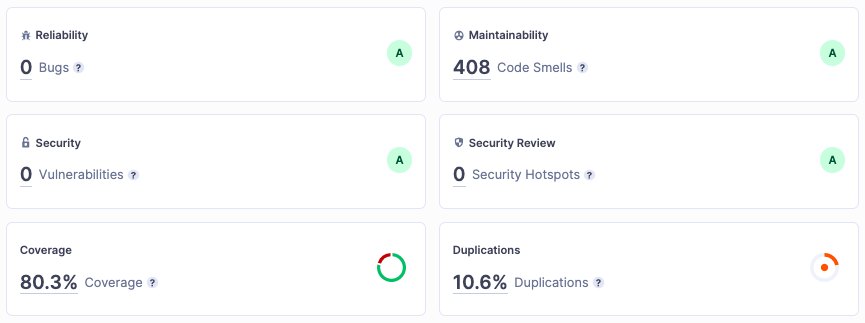 Reliability
0 Bugs ?
A
Maintainability
408 Code Smells ?
A
Security
0 Vulnerabilities ?
A
Security Review
0 Security Hotspots ?
A
Coverage
80.3% Coverage ?
Duplications
10.6% Duplications ?